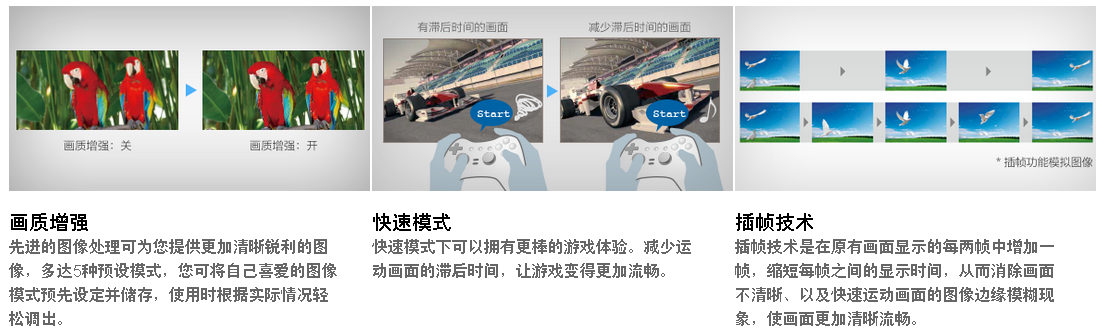 画质增强：关
画质增强：开
画质增强
先进的图像处理可为您提供更加清晰锐利的图
像，多达5种预设模式，您可将自己喜爱的图像
模式预先设定并储存，使用时根据实际情况轻
松调出。
有滞后时间的画面
减少滞后时间的画面
Start
Start
快速模式
快速模式下可以拥有更棒的游戏体验。减少运
动画面的滞后时间，让游戏变得更加流畅。
* 插帧功能模拟图像
插帧技术
插帧技术是在原有画面显示的每两帧中增加一
帧，缩短每帧之间的显示时间，从而消除画面
不清晰、以及快速运动画面的图像边缘模糊现
象，使画面更加清晰流畅。